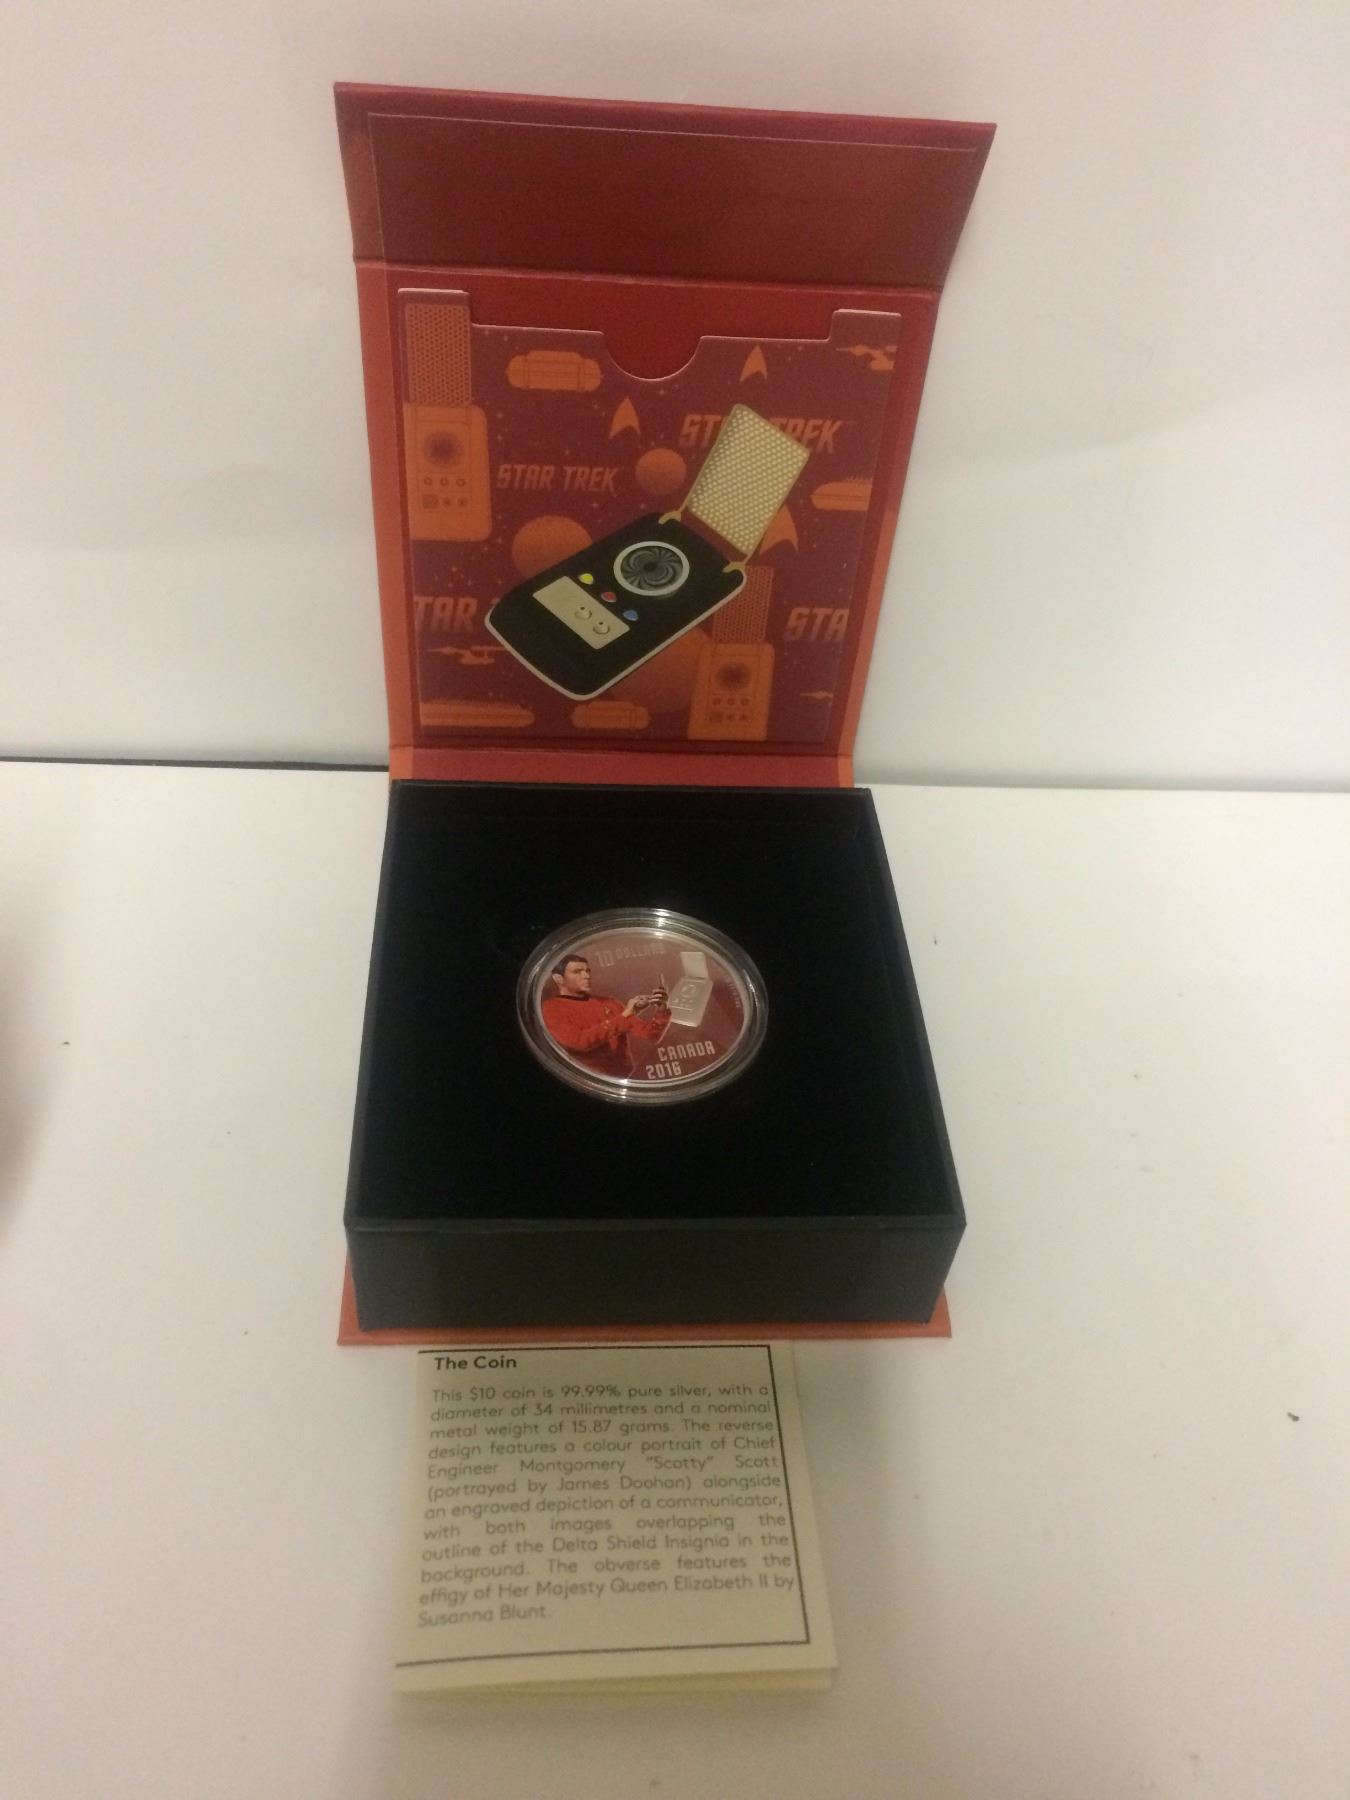 STAR TREK
STAR TREK
TAR
STA
10 DOLLARS
CANADA
2016
The Coin
This $10 coin is 99.99% pure silver, with a
diameter of 34 millimetres and a nominal
metal weight of 15.87 grams. The reverse
design features a colour portrait of Chief
Engineer Montgomery "Scotty" Scott
(portrayed by James Doohan) alongside
an engraved depiction of a communicator,
with both images overlapping the
outline of the Delta Shield Insignia in the
background. The obverse features the
effigy of Her Majesty Queen Elizabeth II by
Susanna Blunt.